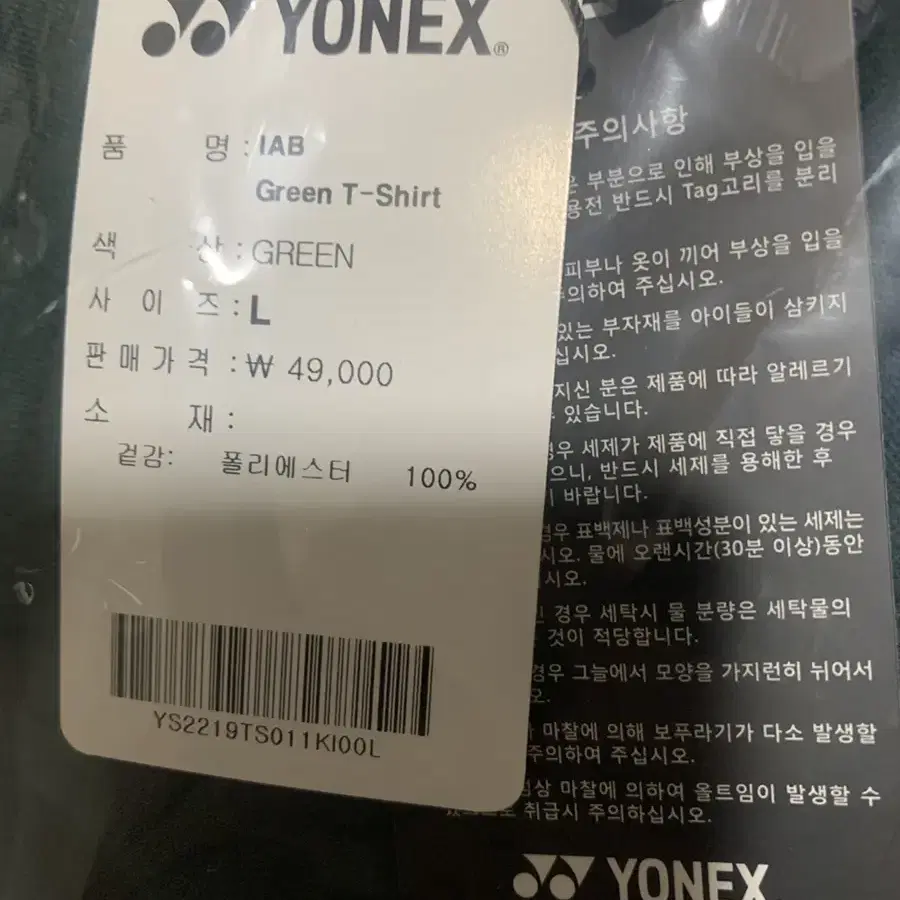 YONEX®
품 명 : IAB
Green T-Shirt
색 상 : GREEN
사 이 즈 : L
판 매 가 격 : ₩ 49,000
소 재 :
겉감: 폴리에스터 100%
YS2219TS011KI00L
주의사항
부분으로 인해 부상을 입을
용전 반드시 Tag고리를 분리
피부나 옷이 끼어 부상을 입을
주의하여 주십시오.
있는 부자재를 아이들이 삼키지
십시오.
지신 분은 제품에 따라 알레르기
있습니다.
경우 세제가 제품에 직접 닿을 경우
으니, 반드시 세제를 용해한 후
바랍니다.
경우 표백제나 표백성분이 있는 세제는
시오. 물에 오랜시간(30분 이상)동안
시오.
경우 세탁시 물 분량은 세탁물의
것이 적당합니다.
경우 그늘에서 모양을 가지런히 뉘어서
오.
마찰에 의해 보푸라기가 다소 발생할
주의하여 주십시오.
상 마찰에 의하여 올트임이 발생할 수
취급시 주의하십시오.
YONEX